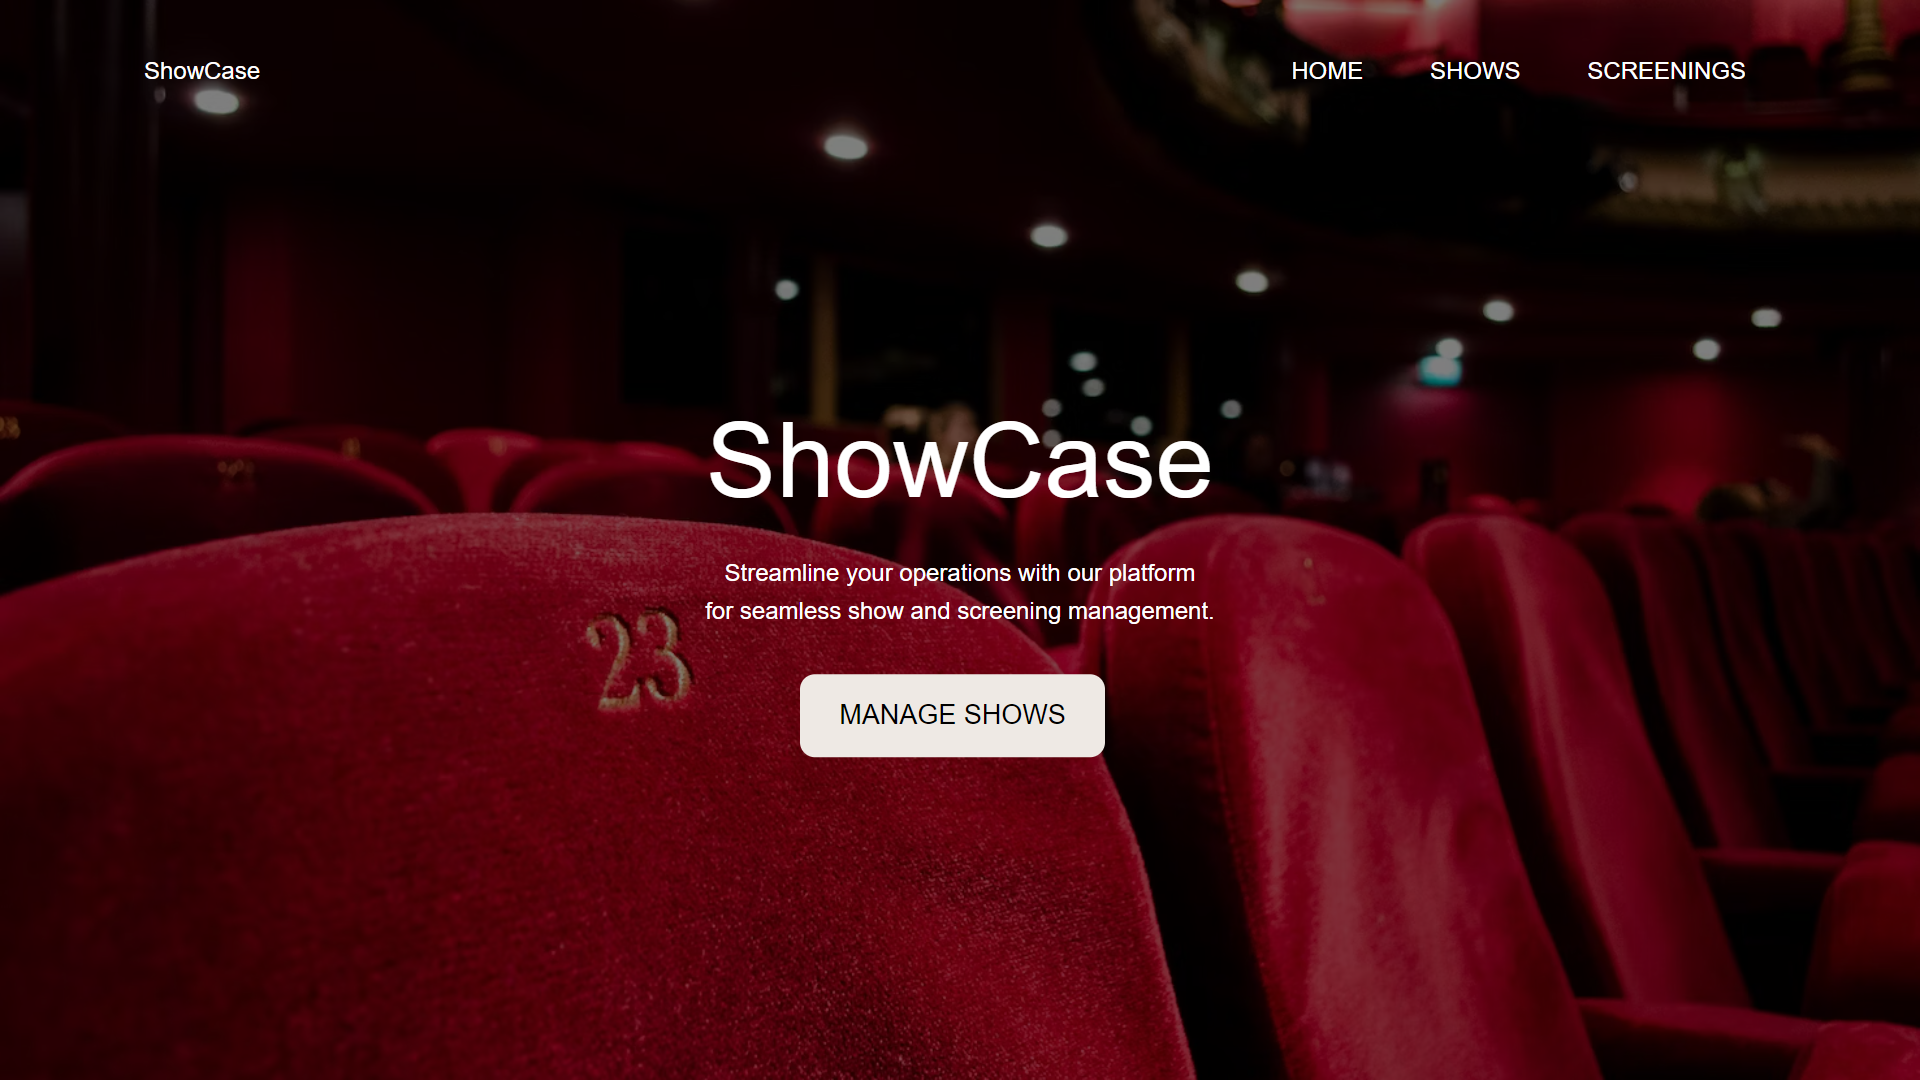 ShowCase
HOME
SHOWS
SCREENINGS
ShowCase
Streamline your operations with our platform
for seamless show and screening management.
23
MANAGE SHOWS